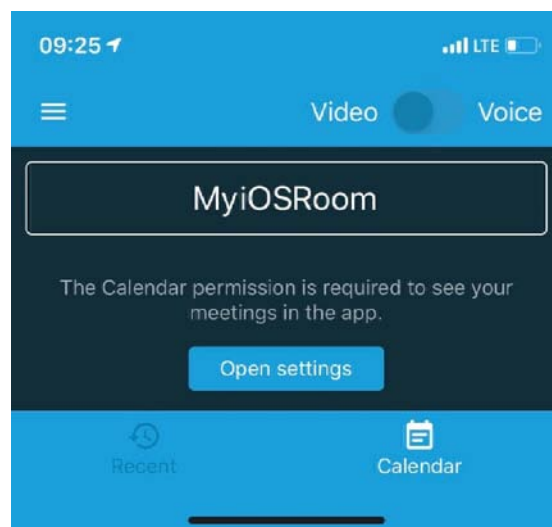 09:25 LTE
Video Voice
MyiOSRoom
The Calendar permission is required to see your
meetings in the app.
Open settings
Recent Calendar